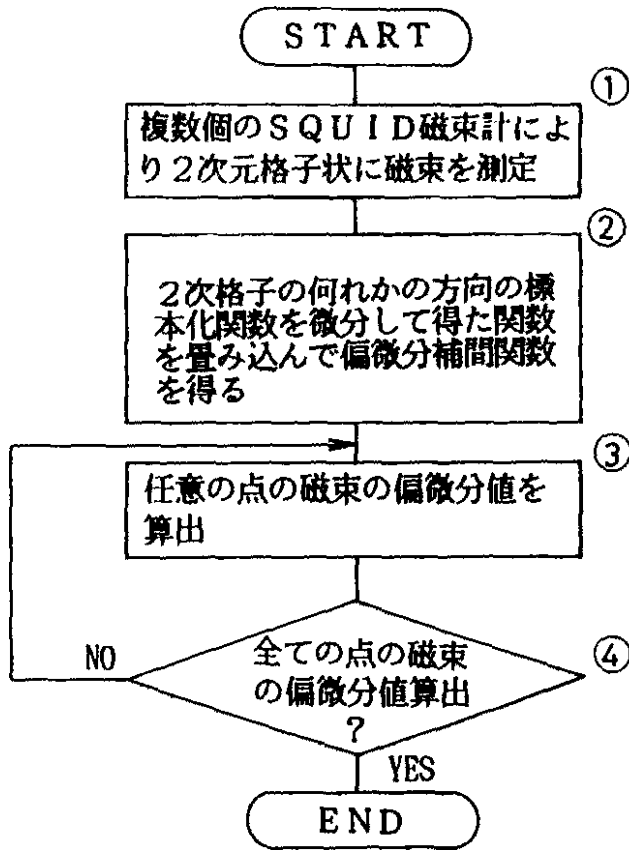 START
①
複数個のSQUID磁束計によ
り2次元格子状に磁束を測定
②
2次格子の何れかの方向の標
本化関数を微分して得た関数
を畳み込んで偏微分補間関数
を得る
③
任意の点の磁束の偏微分値を
算出
④
全ての点の磁束
の偏微分値算出
?
NO
YES
END